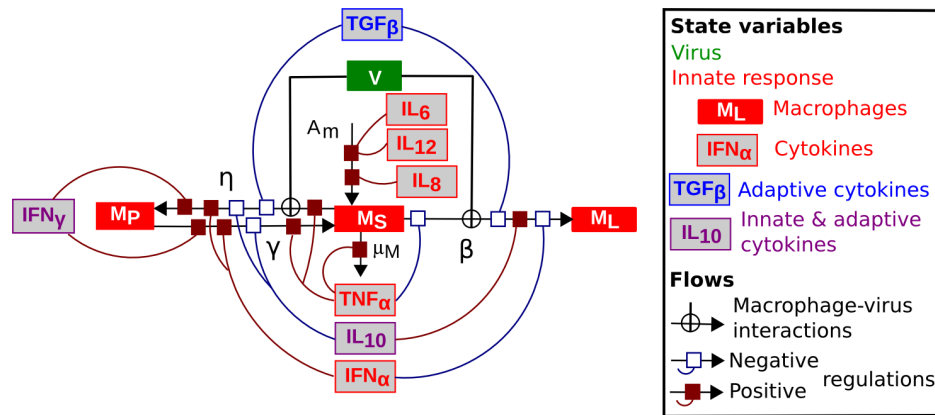 TGFβ
V
IL6
Am
IL12
IL8
η
IFNγ
MP
MS
ML
γ
μM
β
TNFα
IL10
IFNα
State variables
Virus
Innate response
ML Macrophages
IFNα Cytokines
TGFβ Adaptive cytokines
IL10 Innate & adaptive
cytokines
Flows
Macrophage-virus
interactions
Negative
regulations
Positive